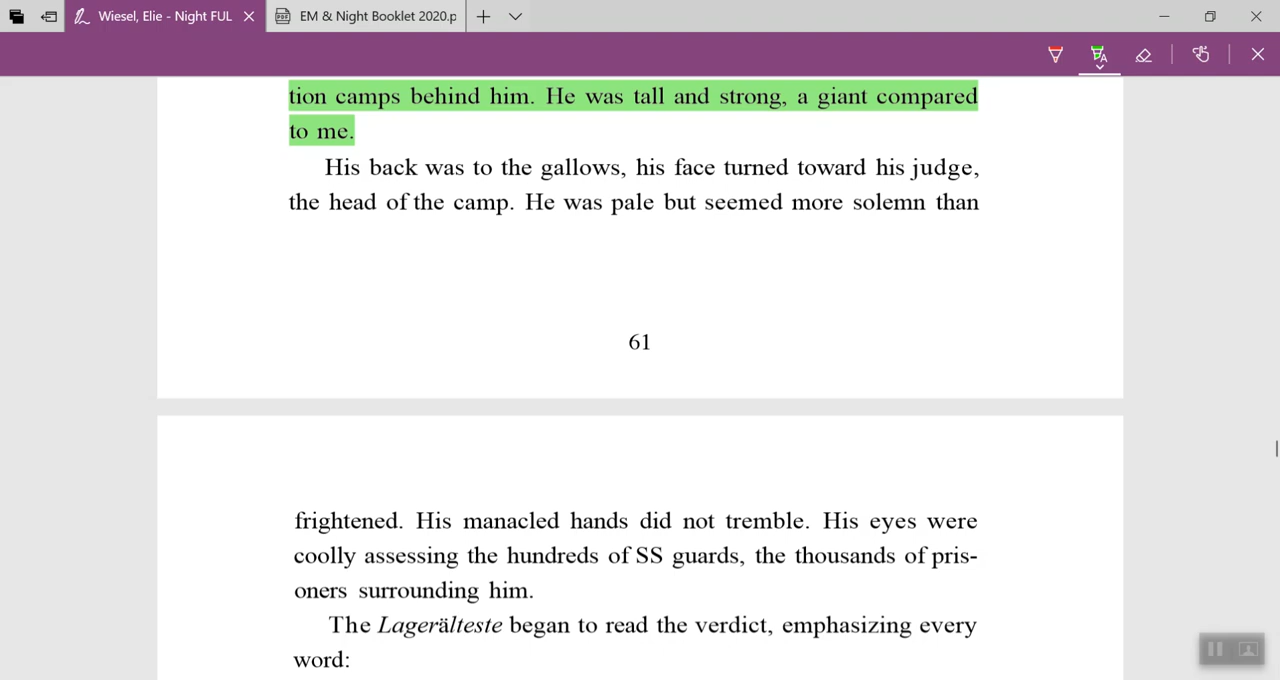 Wiesel, Elie - Night FUL
EM & Night Booklet 2020.p
tion camps behind him. He was tall and strong, a giant compared
to me.
His back was to the gallows, his face turned toward his judge,
the head of the camp. He was pale but seemed more solemn than
61
frightened. His manacled hands did not tremble. His eyes were
coolly assessing the hundreds of SS guards, the thousands of pris-
oners surrounding him.
The Lagerälteste began to read the verdict, emphasizing every
word: